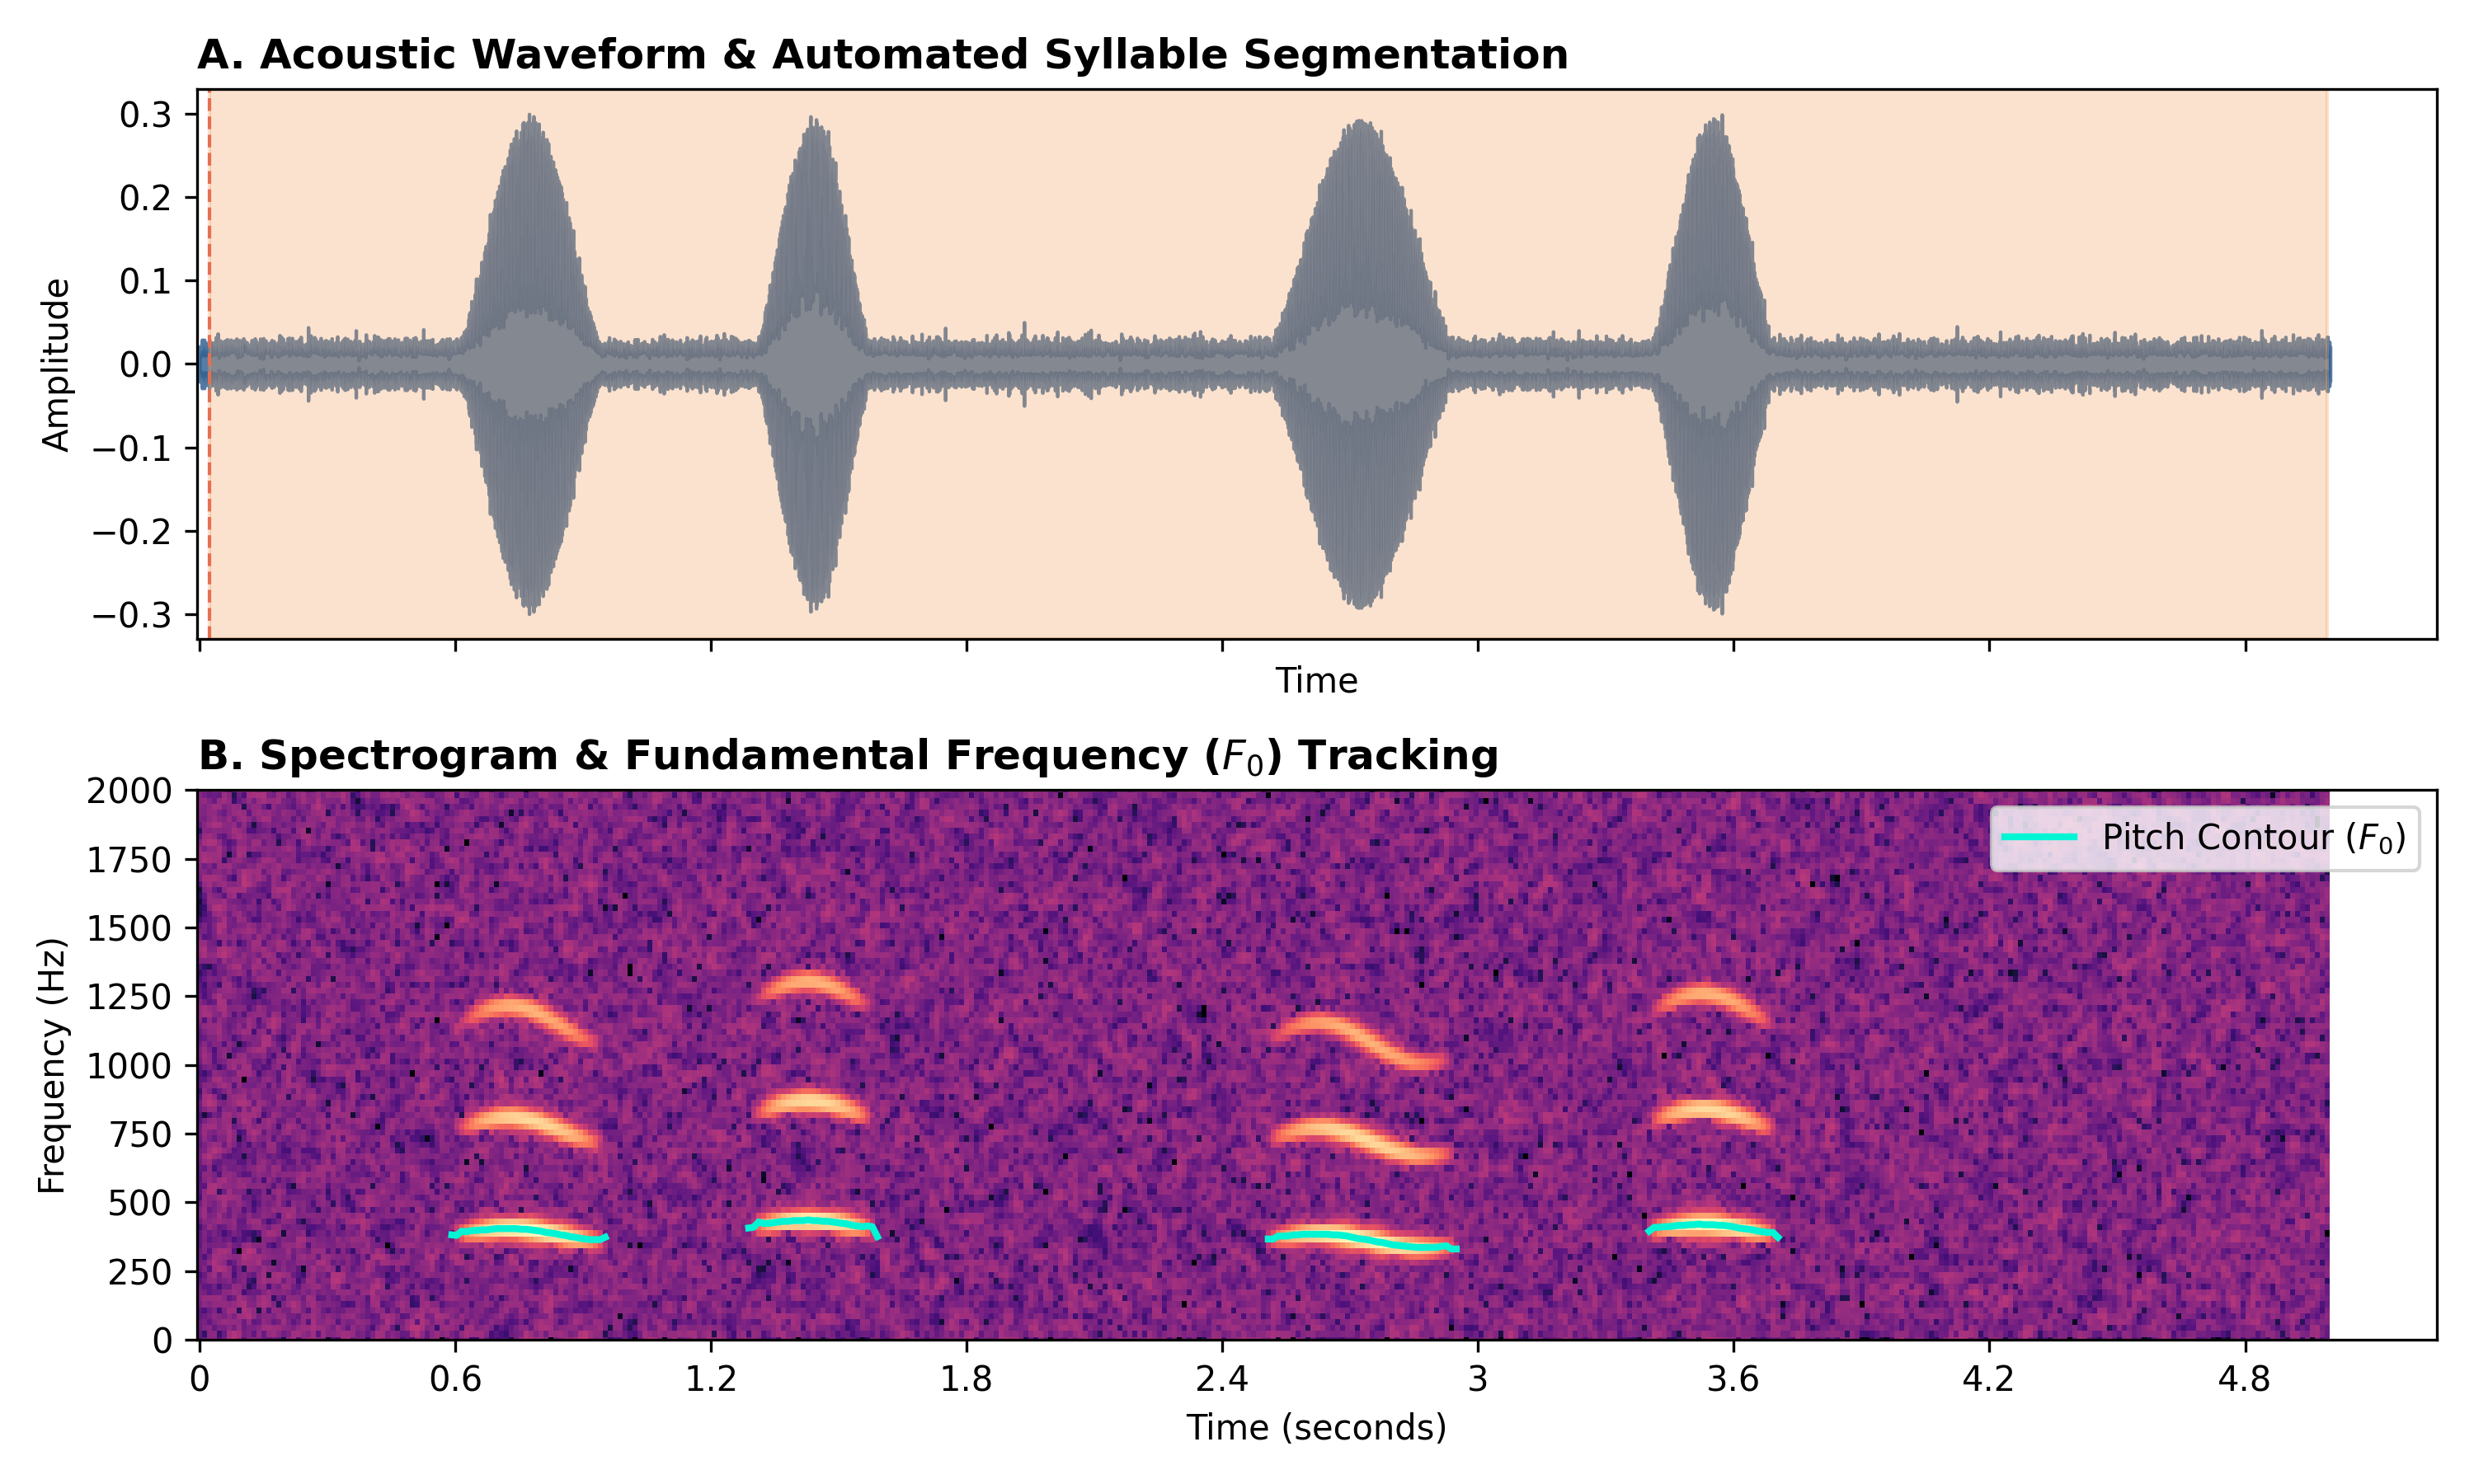 A. Acoustic Waveform & Automated Syllable Segmentation
0.3
0.2
0.1
0.0
−0.1
−0.2
−0.3
Amplitude
Time
B. Spectrogram & Fundamental Frequency (F₀) Tracking
2000
1750
1500
1250
1000
750
500
250
0
Frequency (Hz)
Pitch Contour (F₀)
0 0.6 1.2 1.8 2.4 3 3.6 4.2 4.8
Time (seconds)